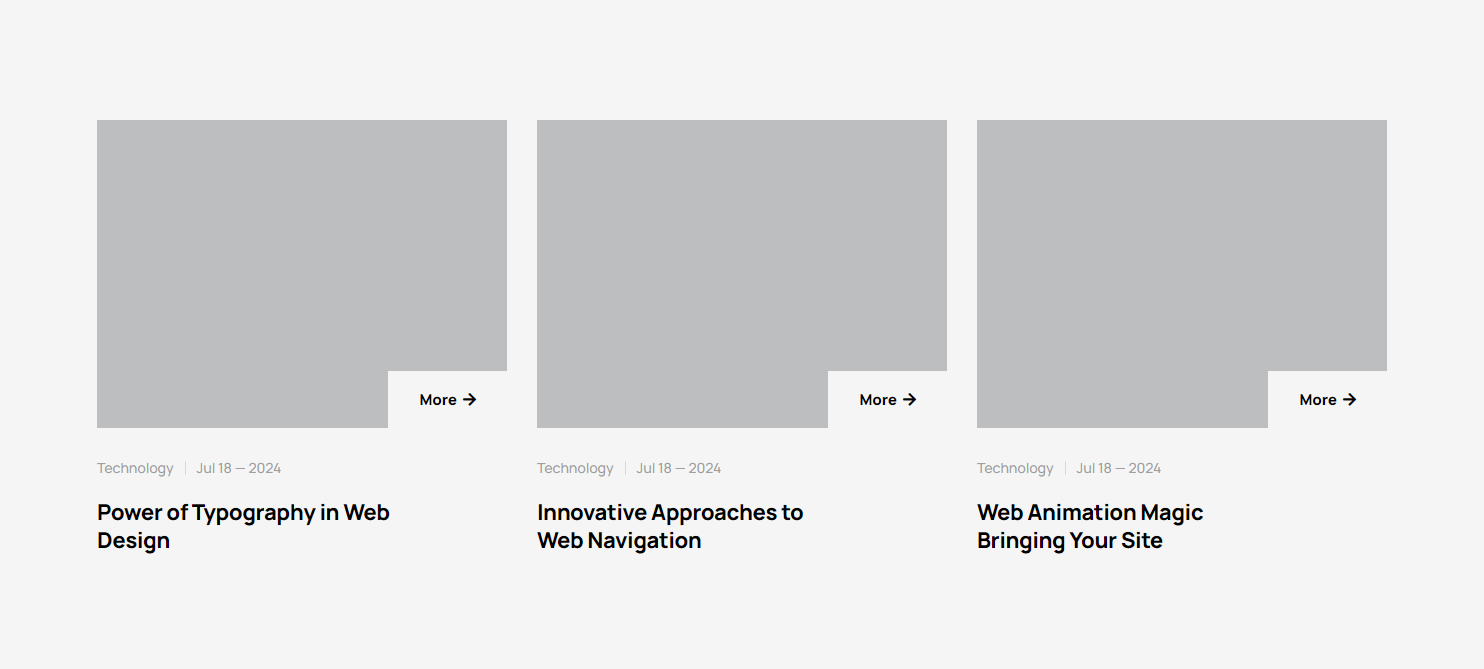 More →
Technology | Jul 18 — 2024
Power of Typography in Web
Design
More →
Technology | Jul 18 — 2024
Innovative Approaches to
Web Navigation
More →
Technology | Jul 18 — 2024
Web Animation Magic
Bringing Your Site